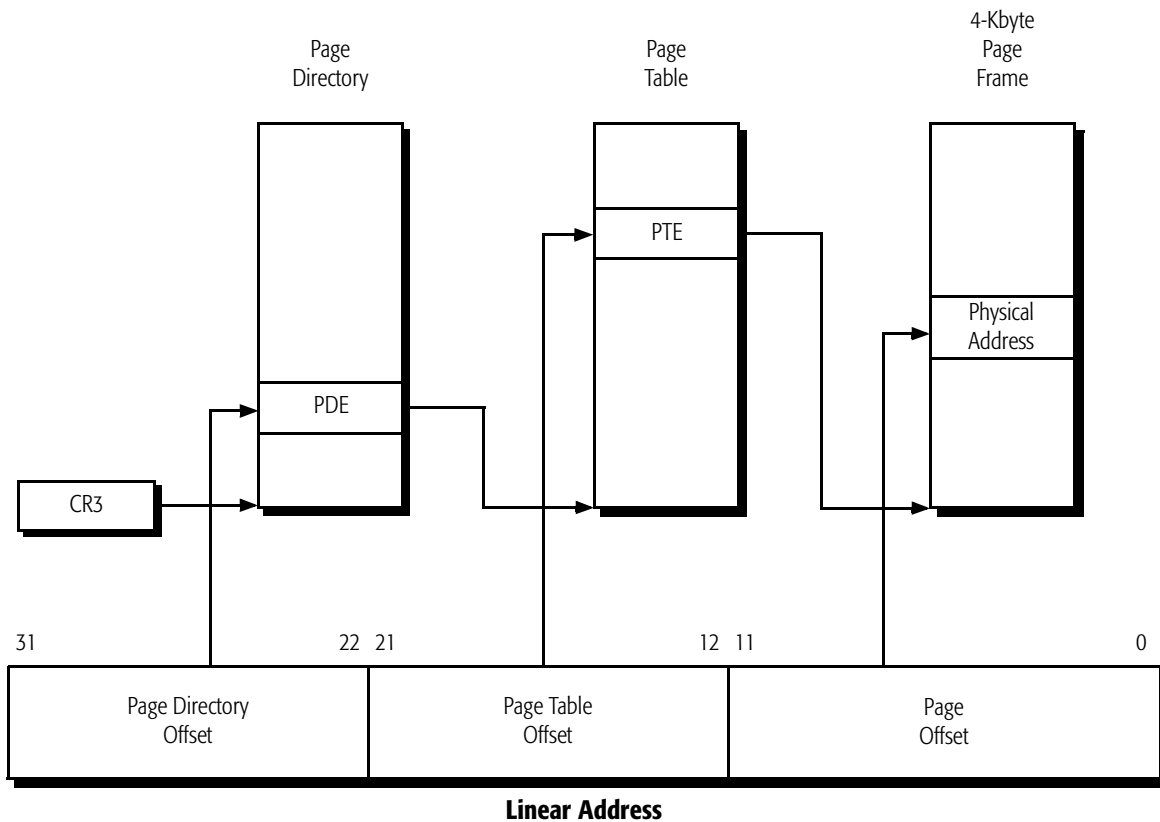 Page
Directory
Page
Table
4-Kbyte
Page
Frame
PTE
Physical
Address
PDE
CR3
31
22 21
12 11
0
Page Directory
Offset
Page Table
Offset
Page
Offset
Linear Address